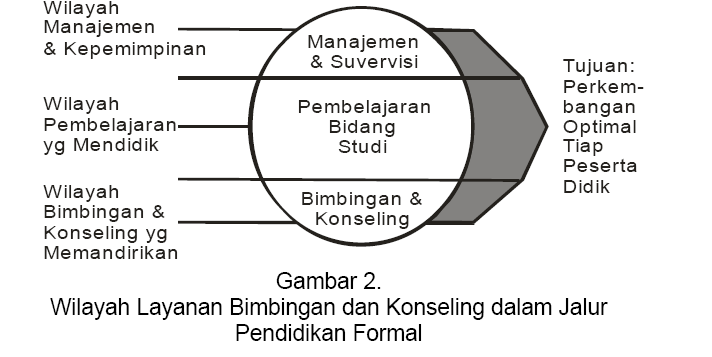 Wilayah
Manajemen
& Kepemimpinan
Wilayah
Pembelajaran
yg Mendidik
Wilayah
Bimbingan &
Konseling yg
Memandirikan
Manajemen
& Suvervisi
Pembelajaran
Bidang
Studi
Bimbingan &
Konseling
Tujuan:
Perkem-
bangan
Optimal
Tiap
Peserta
Didik
Gambar 2.
Wilayah Layanan Bimbingan dan Konseling dalam Jalur
Pendidikan Formal